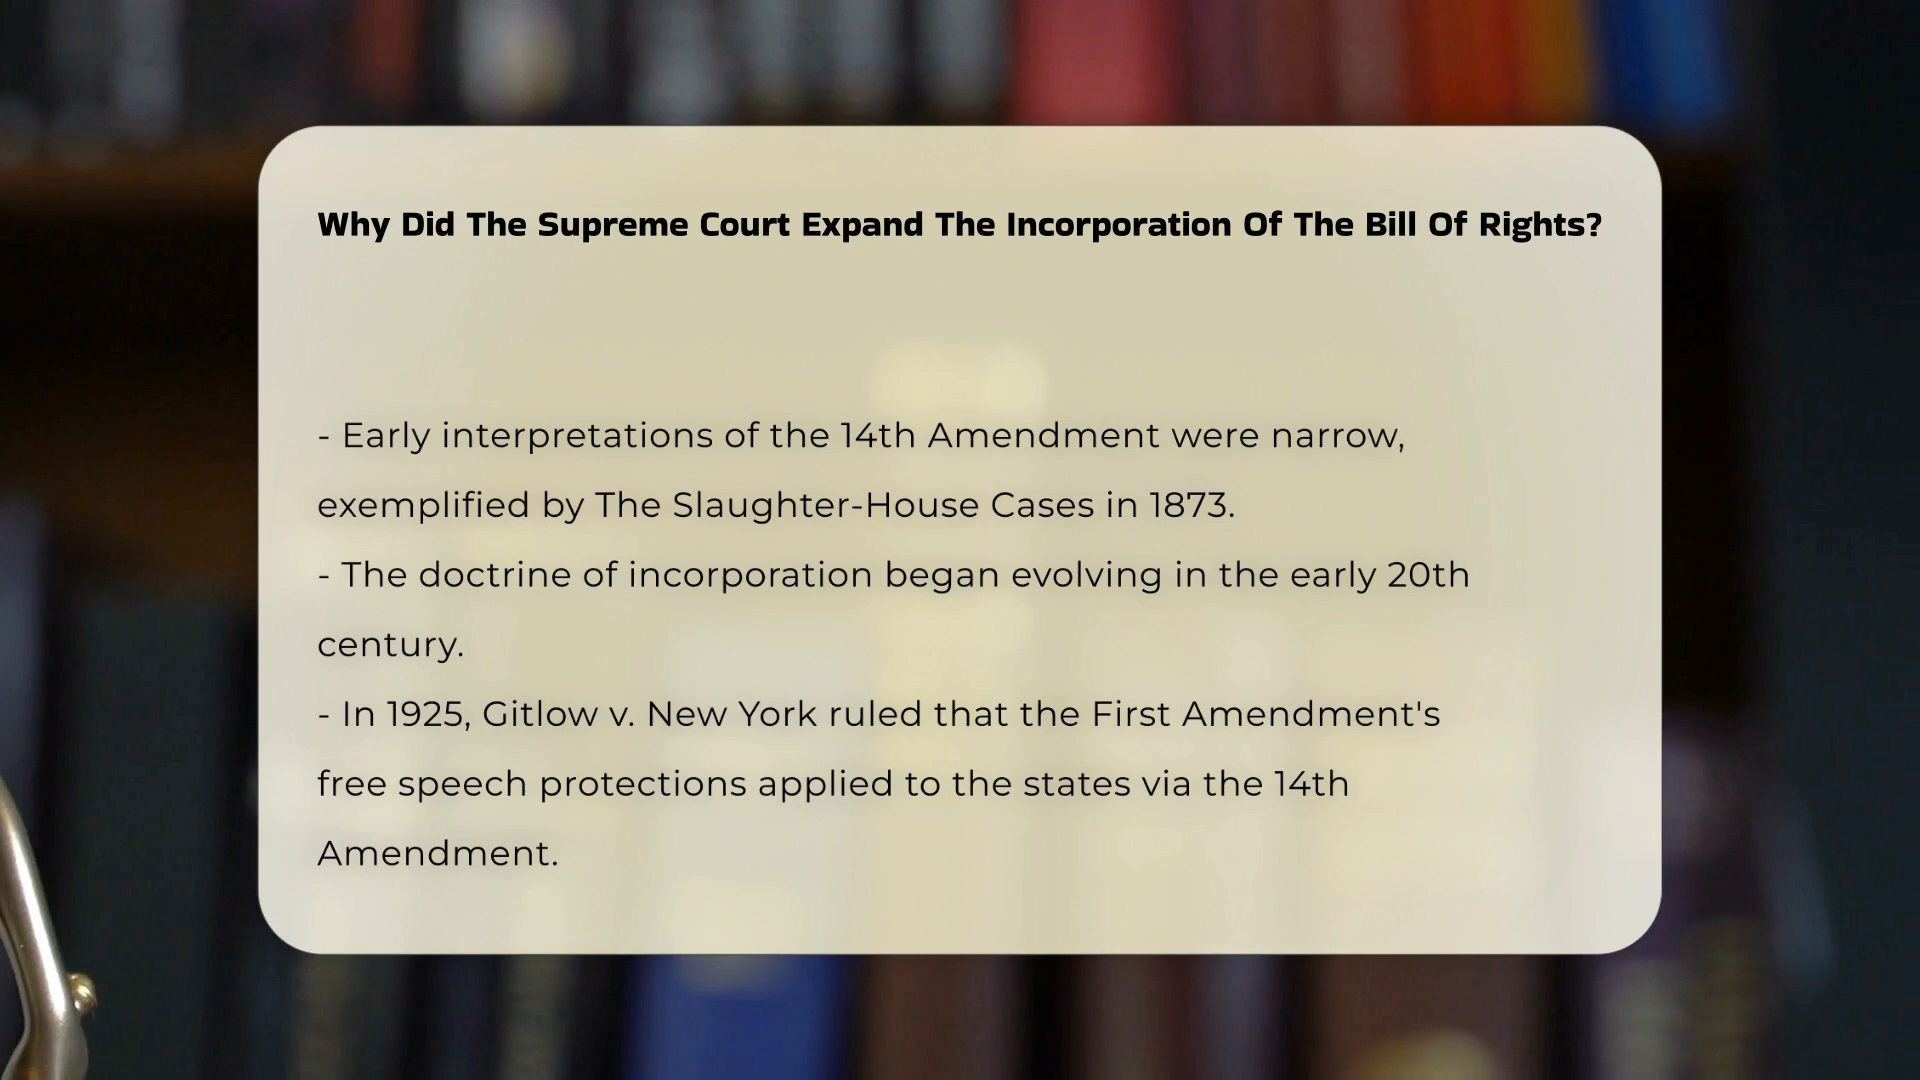 Why Did The Supreme Court Expand The Incorporation Of The Bill Of Rights?
- Early interpretations of the 14th Amendment were narrow,
exemplified by The Slaughter-House Cases in 1873.
- The doctrine of incorporation began evolving in the early 20th
century.
- In 1925, Gitlow v. New York ruled that the First Amendment's
free speech protections applied to the states via the 14th
Amendment.